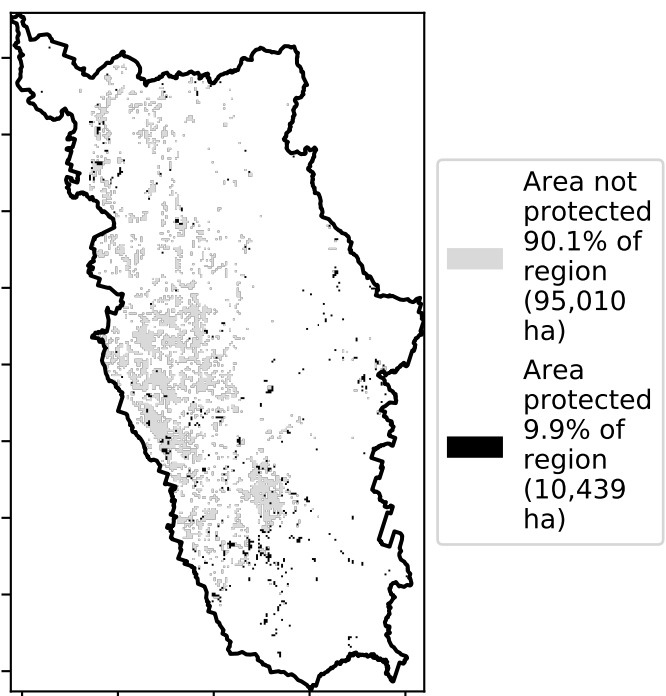 Area not
protected
90.1% of
region
(95,010
ha)
Area
protected
9.9% of
region
(10,439
ha)